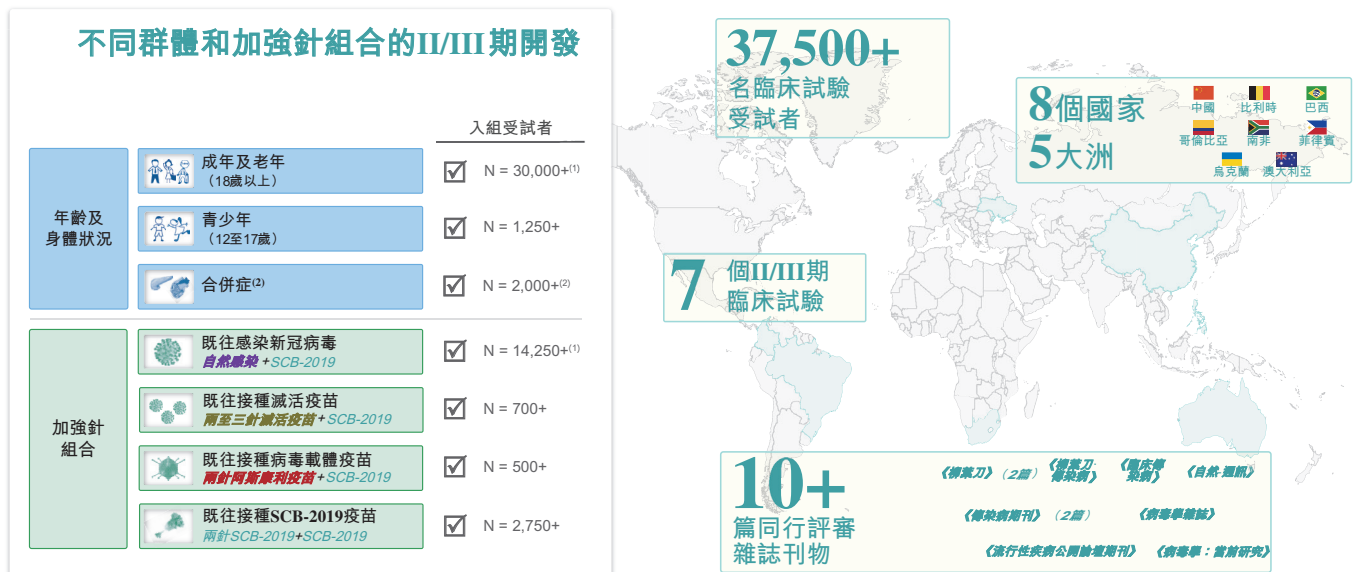 不同群體和加強針組合的II/III期開發
入組受試者
年齡及
身體狀況
成年及老年
（18歲以上）
N = 30,000+(1)
青少年
（12至17歲）
N = 1,250+
合併症(2)
N = 2,000+(2)
加強針
組合
既往感染新冠病毒
自然感染+SCB-2019
N = 14,250+(1)
既往接種滅活疫苗
兩至三針滅活疫苗+SCB-2019
N = 700+
既往接種病毒載體疫苗
兩針阿斯康利疫苗+SCB-2019
N = 500+
既往接種SCB-2019疫苗
兩針SCB-2019+SCB-2019
N = 2,750+
37,500+
名臨床試驗
受試者
8個國家
5大洲
中國 比利時 巴西
哥倫比亞 南非 菲律賓
烏克蘭 澳大利亞
7 個II/III期
臨床試驗
10+
篇同行評審
雜誌刊物
《柳葉刀》（2篇）
《柳葉刀·
傳染病》
《臨床傳
染病》
《自然·通訊》
《傳染病期刊》（2篇）
《病毒學雜誌》
《流行性疾病公開論壇期刊》
《病毒學：當前研究》